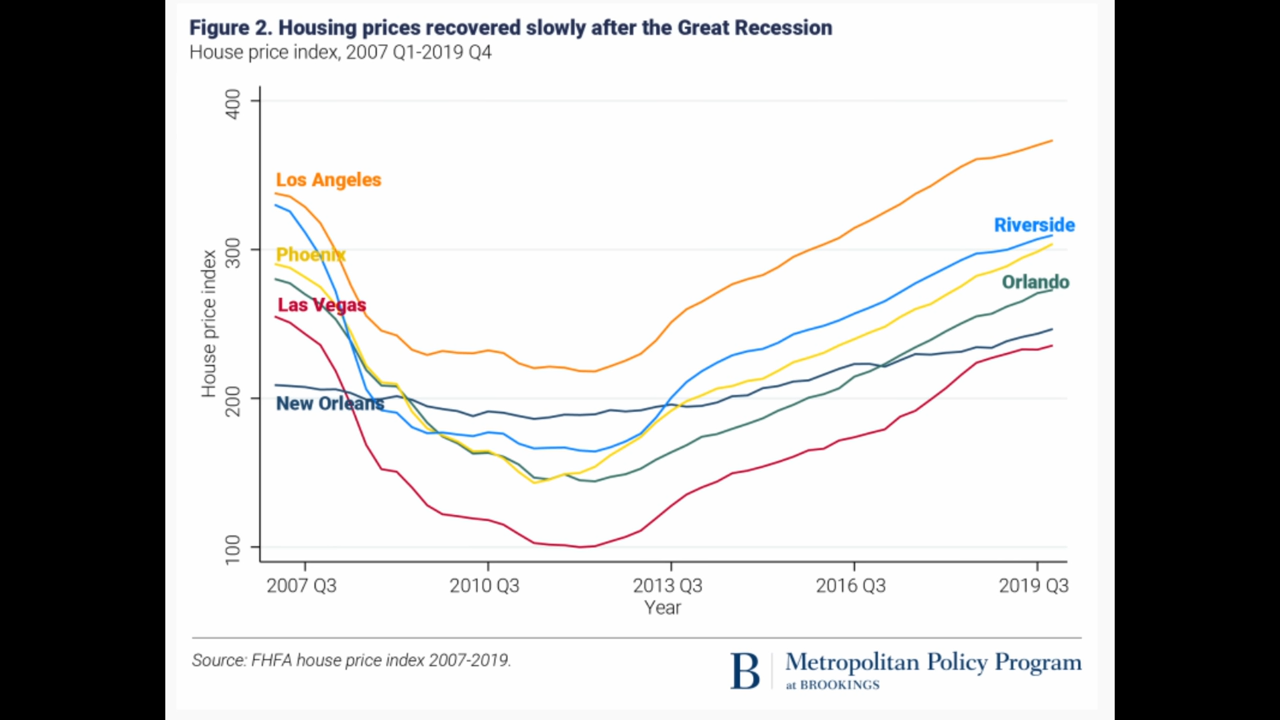 Figure 2. Housing prices recovered slowly after the Great Recession
House price index, 2007 Q1-2019 Q4
400
300
200
100
House price index
Los Angeles
Riverside
Phoenix
Orlando
Las Vegas
New Orleans
2007 Q3 2010 Q3 2013 Q3 2016 Q3 2019 Q3
Year
Source: FHFA house price index 2007-2019.
B Metropolitan Policy Program
at BROOKINGS